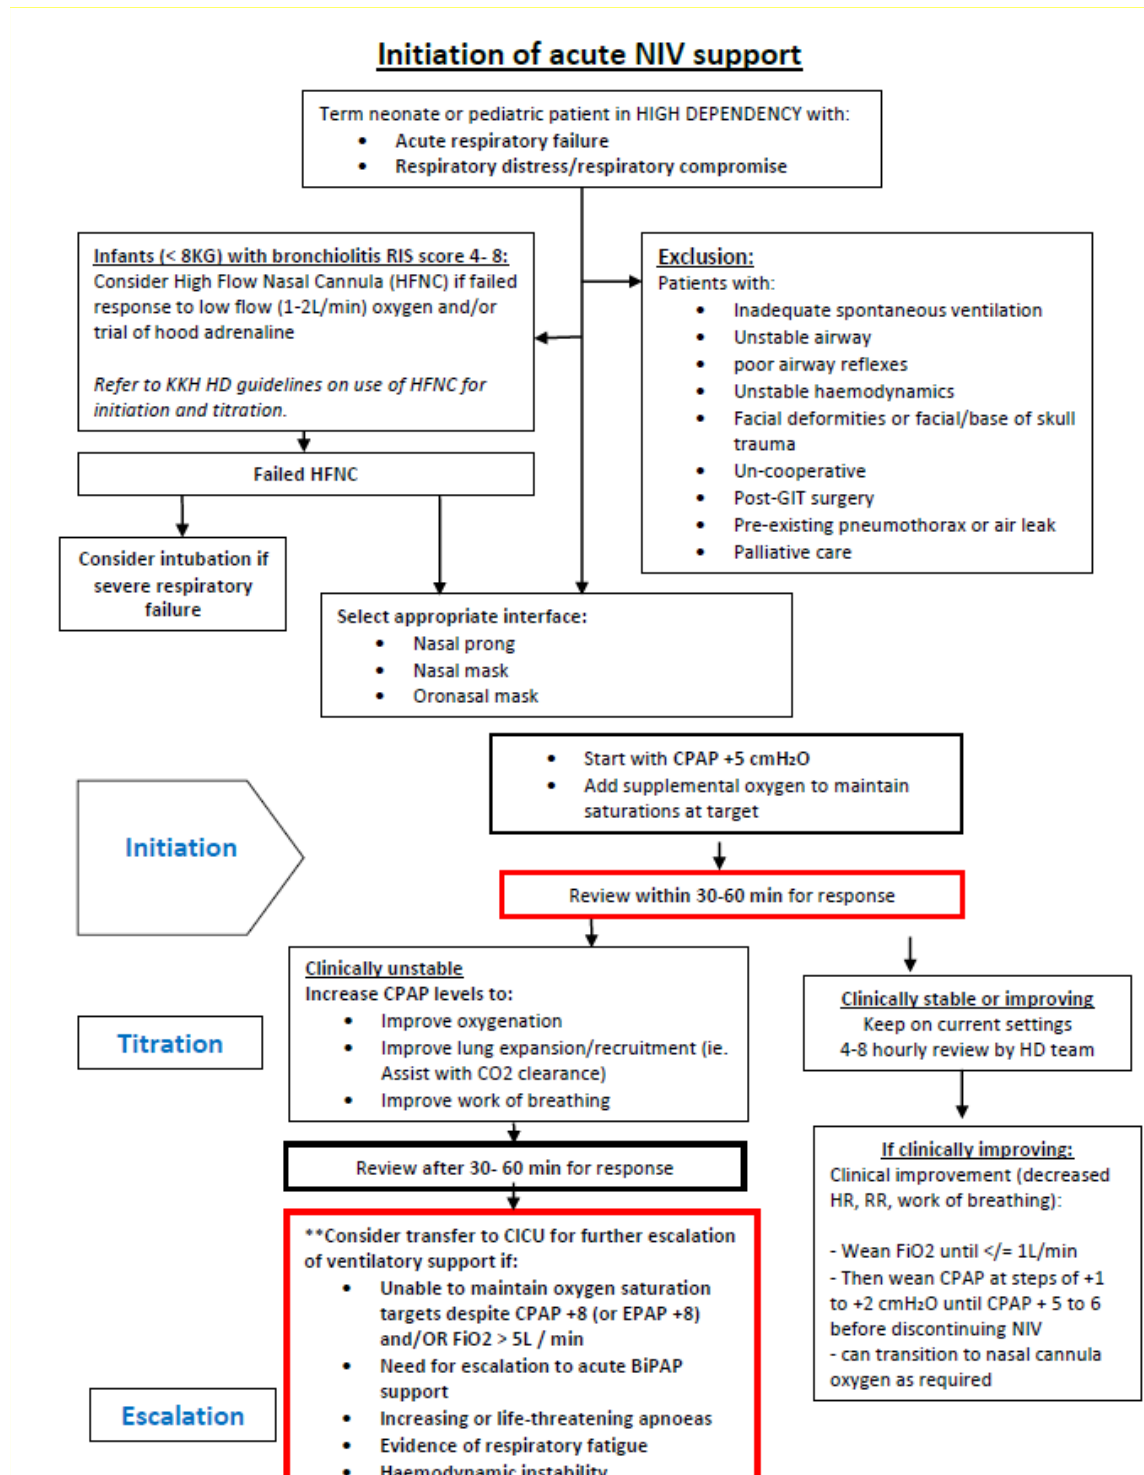 Initiation of acute NIV support
Term neonate or pediatric patient in HIGH DEPENDENCY with:
• Acute respiratory failure
• Respiratory distress/respiratory compromise
Infants (< 8KG) with bronchiolitis RIS score 4- 8:
Consider High Flow Nasal Cannula (HFNC) if failed
response to low flow (1-2L/min) oxygen and/or
trial of hood adrenaline
Refer to KKH HD guidelines on use of HFNC for
initiation and titration.
Exclusion:
Patients with:
• Inadequate spontaneous ventilation
• Unstable airway
• poor airway reflexes
• Unstable haemodynamics
• Facial deformities or facial/base of skull
trauma
• Un-cooperative
• Post-GIT surgery
• Pre-existing pneumothorax or air leak
• Palliative care
Failed HFNC
Consider intubation if
severe respiratory
failure
Select appropriate interface:
• Nasal prong
• Nasal mask
• Oronasal mask
• Start with CPAP +5 cmH₂O
• Add supplemental oxygen to maintain
saturations at target
Initiation
Review within 30-60 min for response
Clinically unstable
Increase CPAP levels to:
• Improve oxygenation
• Improve lung expansion/recruitment (ie.
Assist with CO2 clearance)
• Improve work of breathing
Clinically stable or improving
Keep on current settings
4-8 hourly review by HD team
Titration
Review after 30- 60 min for response
If clinically improving:
Clinical improvement (decreased
HR, RR, work of breathing):
- Wean FiO2 until </= 1L/min
- Then wean CPAP at steps of +1
to +2 cmH₂O until CPAP + 5 to 6
before discontinuing NIV
- can transition to nasal cannula
oxygen as required
**Consider transfer to CICU for further escalation
of ventilatory support if:
• Unable to maintain oxygen saturation
targets despite CPAP +8 (or EPAP +8)
and/OR FiO2 > 5L / min
• Need for escalation to acute BiPAP
support
• Increasing or life-threatening apnoeas
• Evidence of respiratory fatigue
• Haemodynamic instability
Escalation